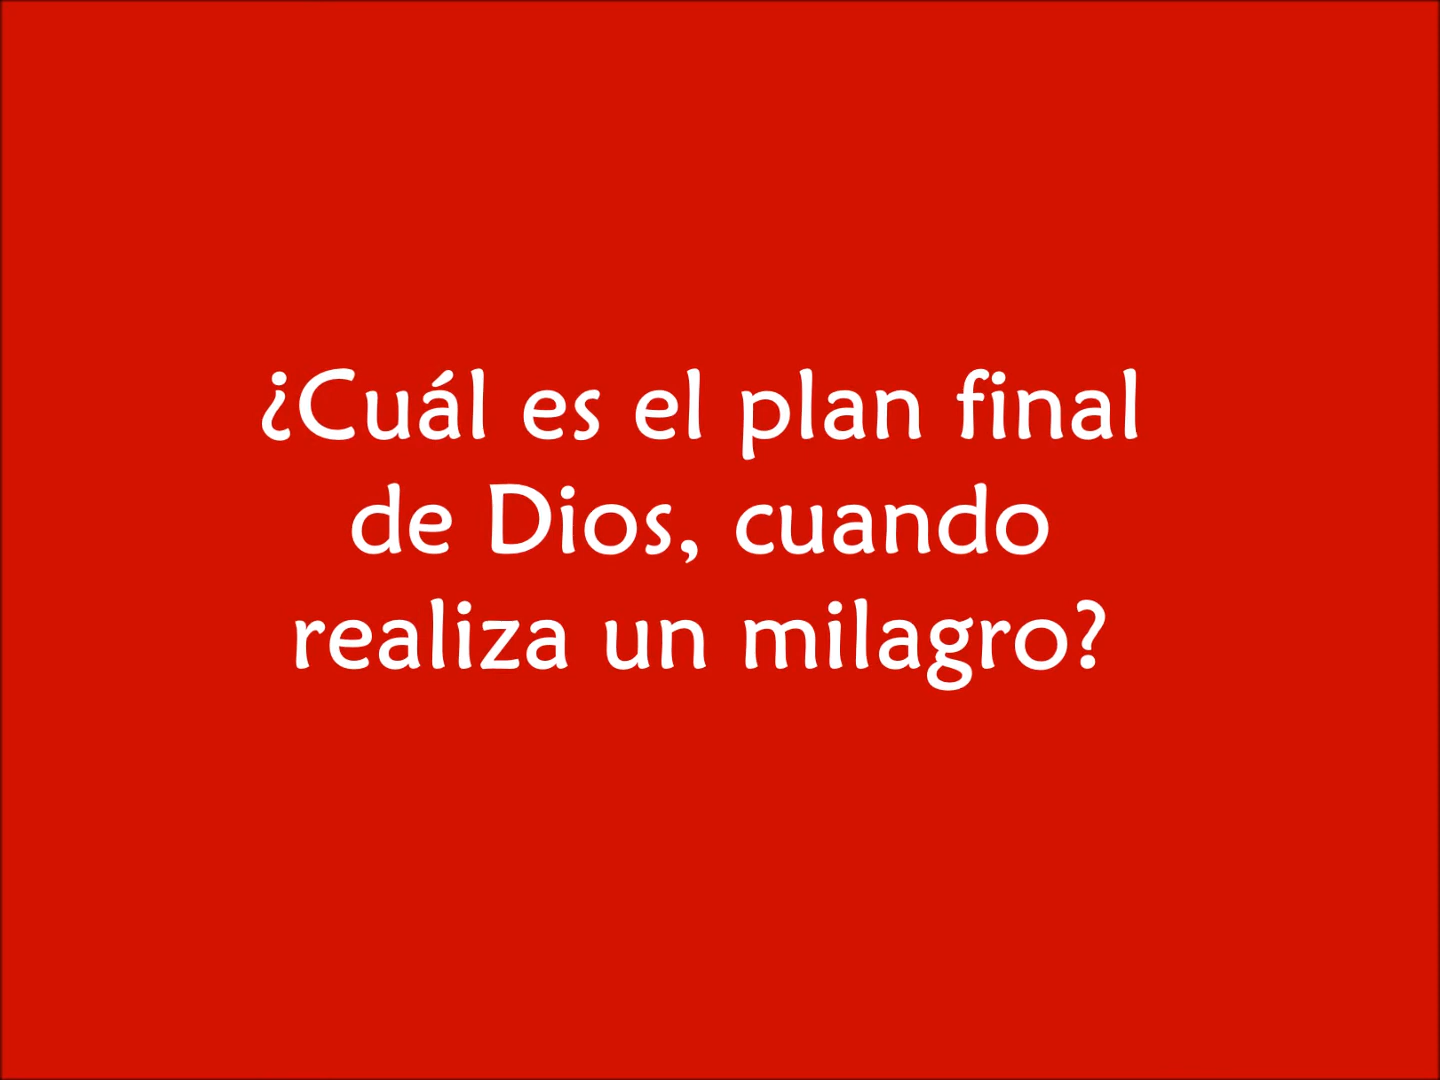 ¿Cuál es el plan final
de Dios, cuando
realiza un milagro?